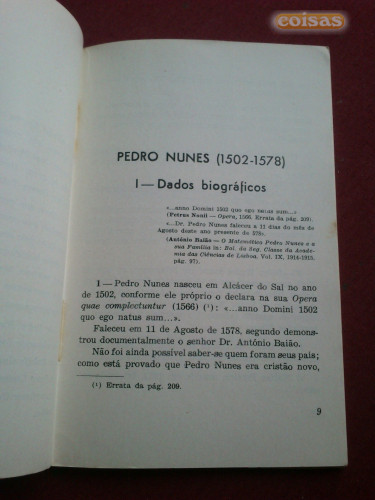 coisas
PEDRO NUNES (1502-1578)
I — Dados biográficos
«...anno Domini 1502 quo ego natus sum...»
(Petrus Nonii — Opera, 1566. Errata da pág. 209).
«...Dr. Pedro Nunes faleceu a 11 dias do mês de
Agosto deste ano presente de 578».
(António Baião — O Matemático Pedro Nunes e a
sua Família in: Bol. da Seg. Classe da Acade-
mia das Ciências de Lisboa. Vol. IX, 1914-1915.
pág. 97).
1 — Pedro Nunes nasceu em Alcácer do Sal no ano
de 1502, conforme ele próprio o declara na sua Opera
quae complectuntur (1566) (¹): «...anno Domini 1502
quo ego natus sum...».
Faleceu em 11 de Agosto de 1578, segundo demons-
trou documentalmente o senhor Dr. António Baião.
Não foi ainda possível saber-se quem foram seus pais;
como está provado que Pedro Nunes era cristão novo,
(¹) Errata da pág. 209.
9